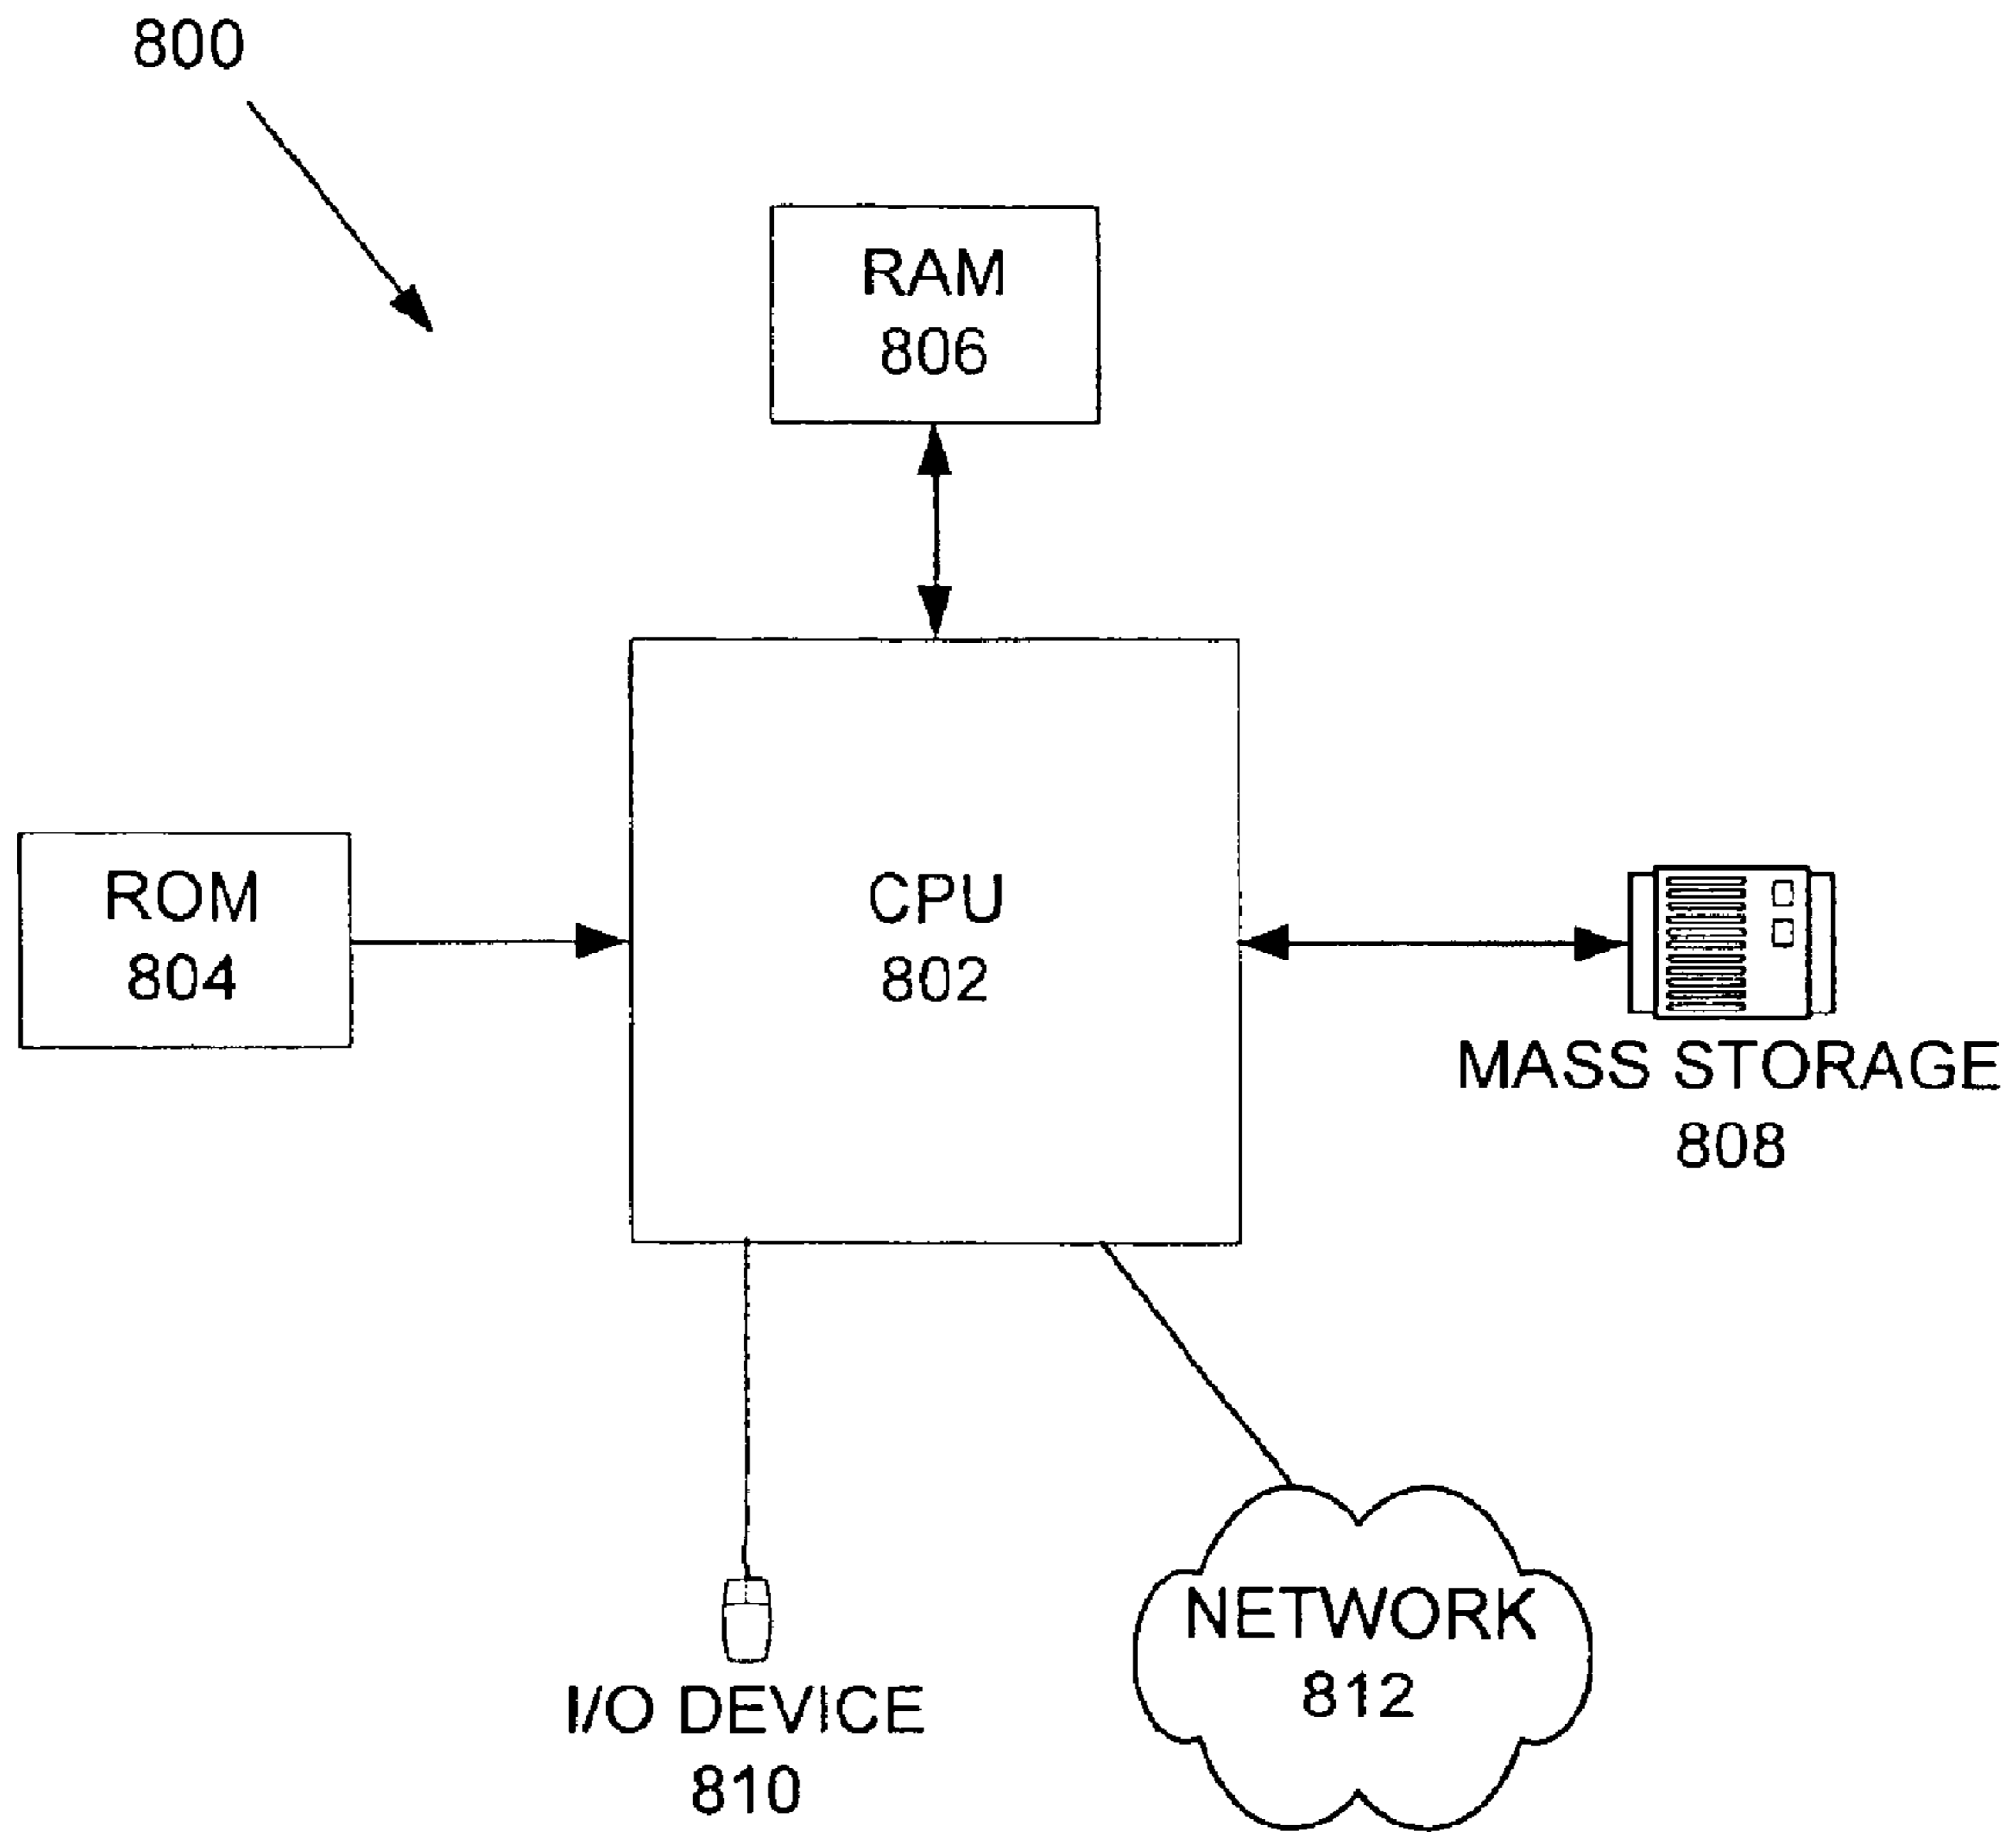 800
RAM
806
ROM
804
CPU
802
MASS STORAGE
808
I/O DEVICE
810
NETWORK
812